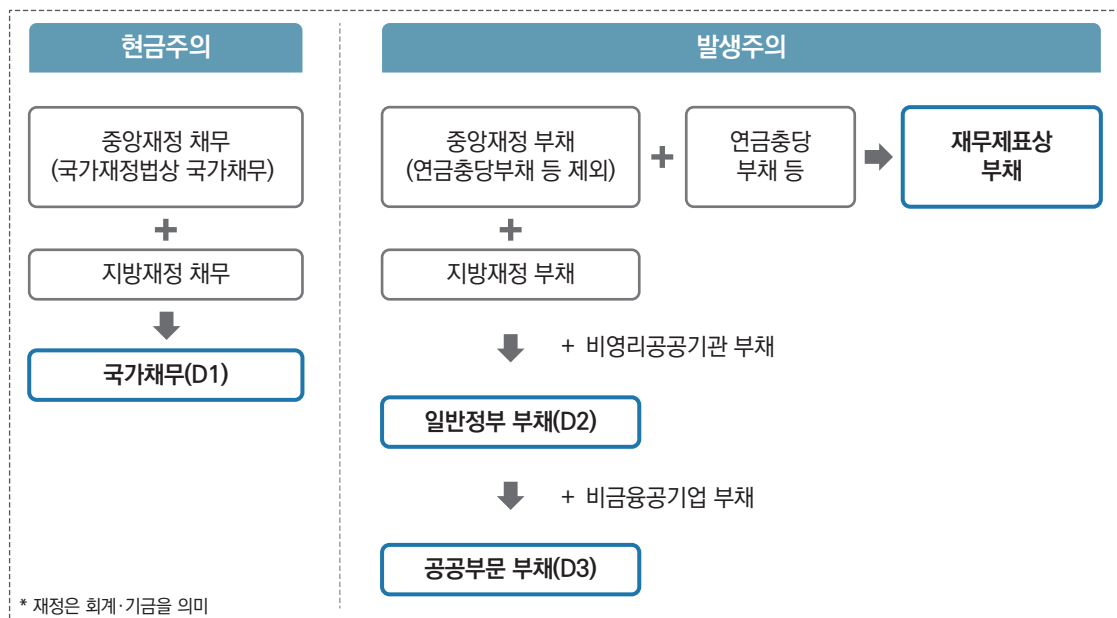 현금주의
중앙재정 채무
(국가재정법상 국가채무)
+
지방재정 채무
국가채무(D1)
* 재정은 회계·기금을 의미
발생주의
중앙재정 부채
(연금충당부채 등 제외)
+
연금충당
부채 등
재무제표상
부채
+
지방재정 부채
+ 비영리공공기관 부채
일반정부 부채(D2)
+ 비금융공기업 부채
공공부문 부채(D3)